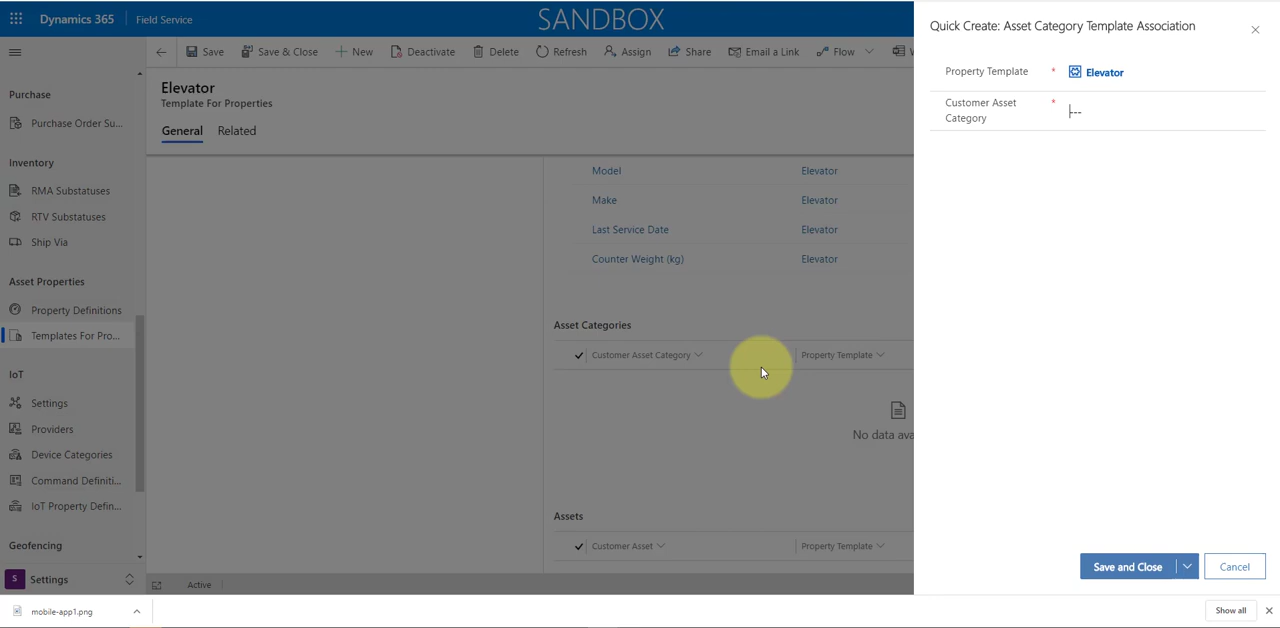 Dynamics 365
Field Service
SANDBOX
Save
Save & Close
New
Deactivate
Delete
Refresh
Assign
Share
Email a Link
Flow
Elevator
Template For Properties
General
Related
Purchase
Purchase Order Su...
Inventory
RMA Substatuses
RTV Substatuses
Ship Via
Asset Properties
Property Definitions
Templates For Pro...
IoT
Settings
Providers
Device Categories
Command Definiti...
IoT Property Defin...
Geofencing
S
Settings
Model
Elevator
Make
Elevator
Last Service Date
Elevator
Counter Weight (kg)
Elevator
Asset Categories
Customer Asset Category
Property Template
No data ava
Assets
Customer Asset
Property Template
Active
Quick Create: Asset Category Template Association
Property Template
*
Elevator
Customer Asset
Category
*
---
Save and Close
Cancel
mobile-app1.png
Show all